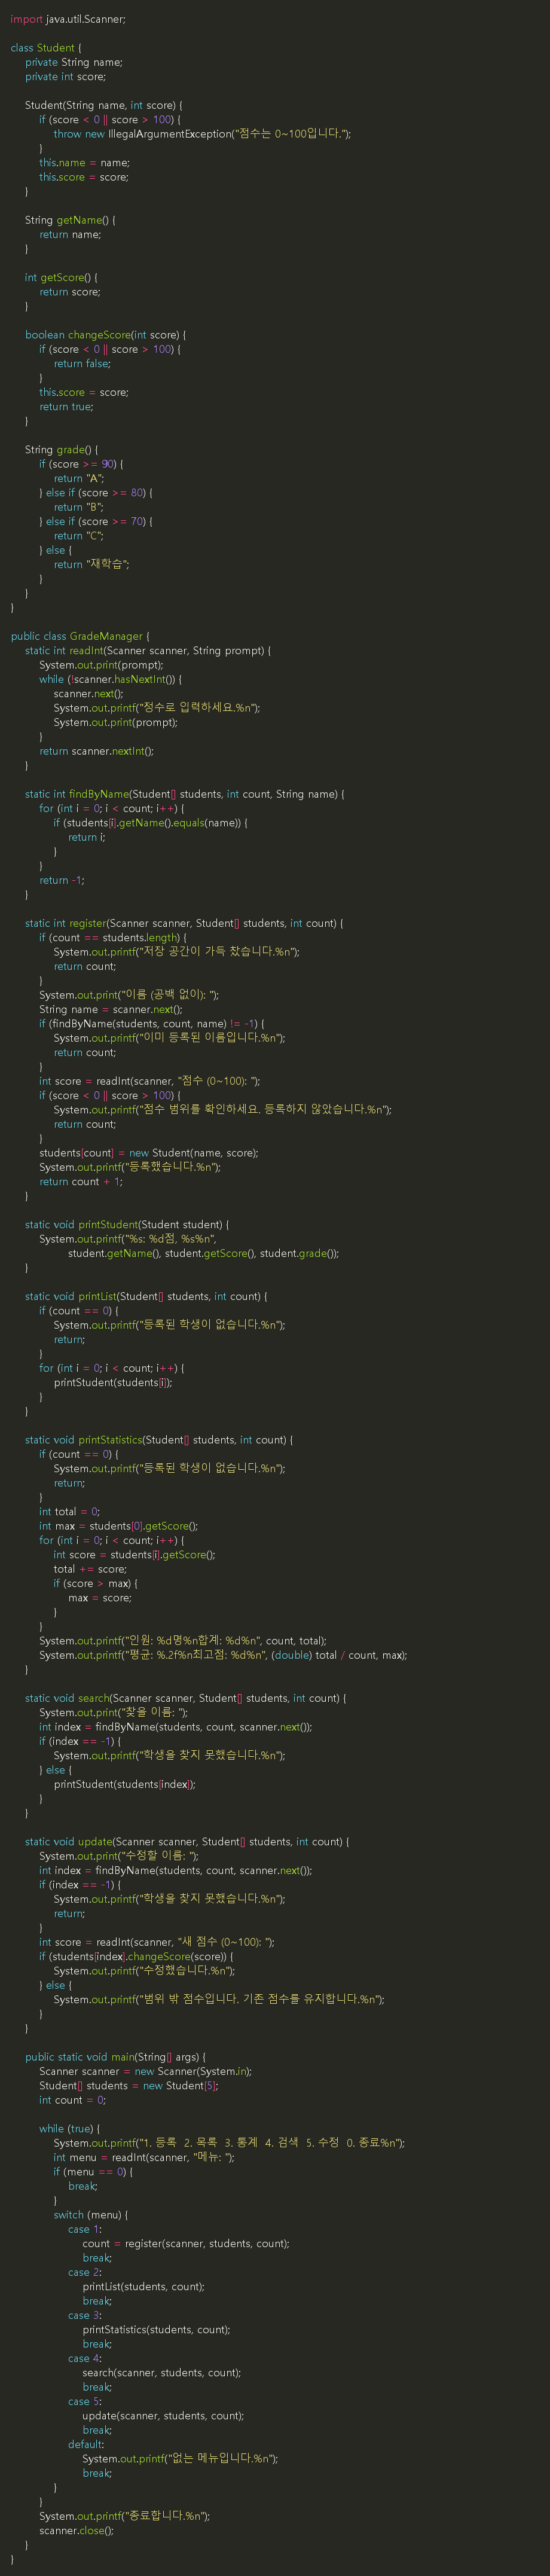 import java.util.Scanner;

class Student {
    private String name;
    private int score;

    Student(String name, int score) {
        if (score < 0 || score > 100) {
            throw new IllegalArgumentException("점수는 0~100입니다.");
        }
        this.name = name;
        this.score = score;
    }

    String getName() {
        return name;
    }

    int getScore() {
        return score;
    }

    boolean changeScore(int score) {
        if (score < 0 || score > 100) {
            return false;
        }
        this.score = score;
        return true;
    }

    String grade() {
        if (score >= 90) {
            return "A";
        } else if (score >= 80) {
            return "B";
        } else if (score >= 70) {
            return "C";
        } else {
            return "재학습";
        }
    }
}

public class GradeManager {
    static int readInt(Scanner scanner, String prompt) {
        System.out.print(prompt);
        while (!scanner.hasNextInt()) {
            scanner.next();
            System.out.printf("정수로 입력하세요.%n");
            System.out.print(prompt);
        }
        return scanner.nextInt();
    }

    static int findByName(Student[] students, int count, String name) {
        for (int i = 0; i < count; i++) {
            if (students[i].getName().equals(name)) {
                return i;
            }
        }
        return -1;
    }

    static int register(Scanner scanner, Student[] students, int count) {
        if (count == students.length) {
            System.out.printf("저장 공간이 가득 찼습니다.%n");
            return count;
        }
        System.out.print("이름 (공백 없이): ");
        String name = scanner.next();
        if (findByName(students, count, name) != -1) {
            System.out.printf("이미 등록된 이름입니다.%n");
            return count;
        }
        int score = readInt(scanner, "점수 (0~100): ");
        if (score < 0 || score > 100) {
            System.out.printf("점수 범위를 확인하세요. 등록하지 않았습니다.%n");
            return count;
        }
        students[count] = new Student(name, score);
        System.out.printf("등록했습니다.%n");
        return count + 1;
    }

    static void printStudent(Student student) {
        System.out.printf("%s: %d점, %s%n",
                student.getName(), student.getScore(), student.grade());
    }

    static void printList(Student[] students, int count) {
        if (count == 0) {
            System.out.printf("등록된 학생이 없습니다.%n");
            return;
        }
        for (int i = 0; i < count; i++) {
            printStudent(students[i]);
        }
    }

    static void printStatistics(Student[] students, int count) {
        if (count == 0) {
            System.out.printf("등록된 학생이 없습니다.%n");
            return;
        }
        int total = 0;
        int max = students[0].getScore();
        for (int i = 0; i < count; i++) {
            int score = students[i].getScore();
            total += score;
            if (score > max) {
                max = score;
            }
        }
        System.out.printf("인원: %d명%n합계: %d%n", count, total);
        System.out.printf("평균: %.2f%n최고점: %d%n", (double) total / count, max);
    }

    static void search(Scanner scanner, Student[] students, int count) {
        System.out.print("찾을 이름: ");
        int index = findByName(students, count, scanner.next());
        if (index == -1) {
            System.out.printf("학생을 찾지 못했습니다.%n");
        } else {
            printStudent(students[index]);
        }
    }

    static void update(Scanner scanner, Student[] students, int count) {
        System.out.print("수정할 이름: ");
        int index = findByName(students, count, scanner.next());
        if (index == -1) {
            System.out.printf("학생을 찾지 못했습니다.%n");
            return;
        }
        int score = readInt(scanner, "새 점수 (0~100): ");
        if (students[index].changeScore(score)) {
            System.out.printf("수정했습니다.%n");
        } else {
            System.out.printf("범위 밖 점수입니다. 기존 점수를 유지합니다.%n");
        }
    }

    public static void main(String[] args) {
        Scanner scanner = new Scanner(System.in);
        Student[] students = new Student[5];
        int count = 0;

        while (true) {
            System.out.printf("1. 등록  2. 목록  3. 통계  4. 검색  5. 수정  0. 종료%n");
            int menu = readInt(scanner, "메뉴: ");
            if (menu == 0) {
                break;
            }
            switch (menu) {
                case 1:
                    count = register(scanner, students, count);
                    break;
                case 2:
                    printList(students, count);
                    break;
                case 3:
                    printStatistics(students, count);
                    break;
                case 4:
                    search(scanner, students, count);
                    break;
                case 5:
                    update(scanner, students, count);
                    break;
                default:
                    System.out.printf("없는 메뉴입니다.%n");
                    break;
            }
        }
        System.out.printf("종료합니다.%n");
        scanner.close();
    }
}